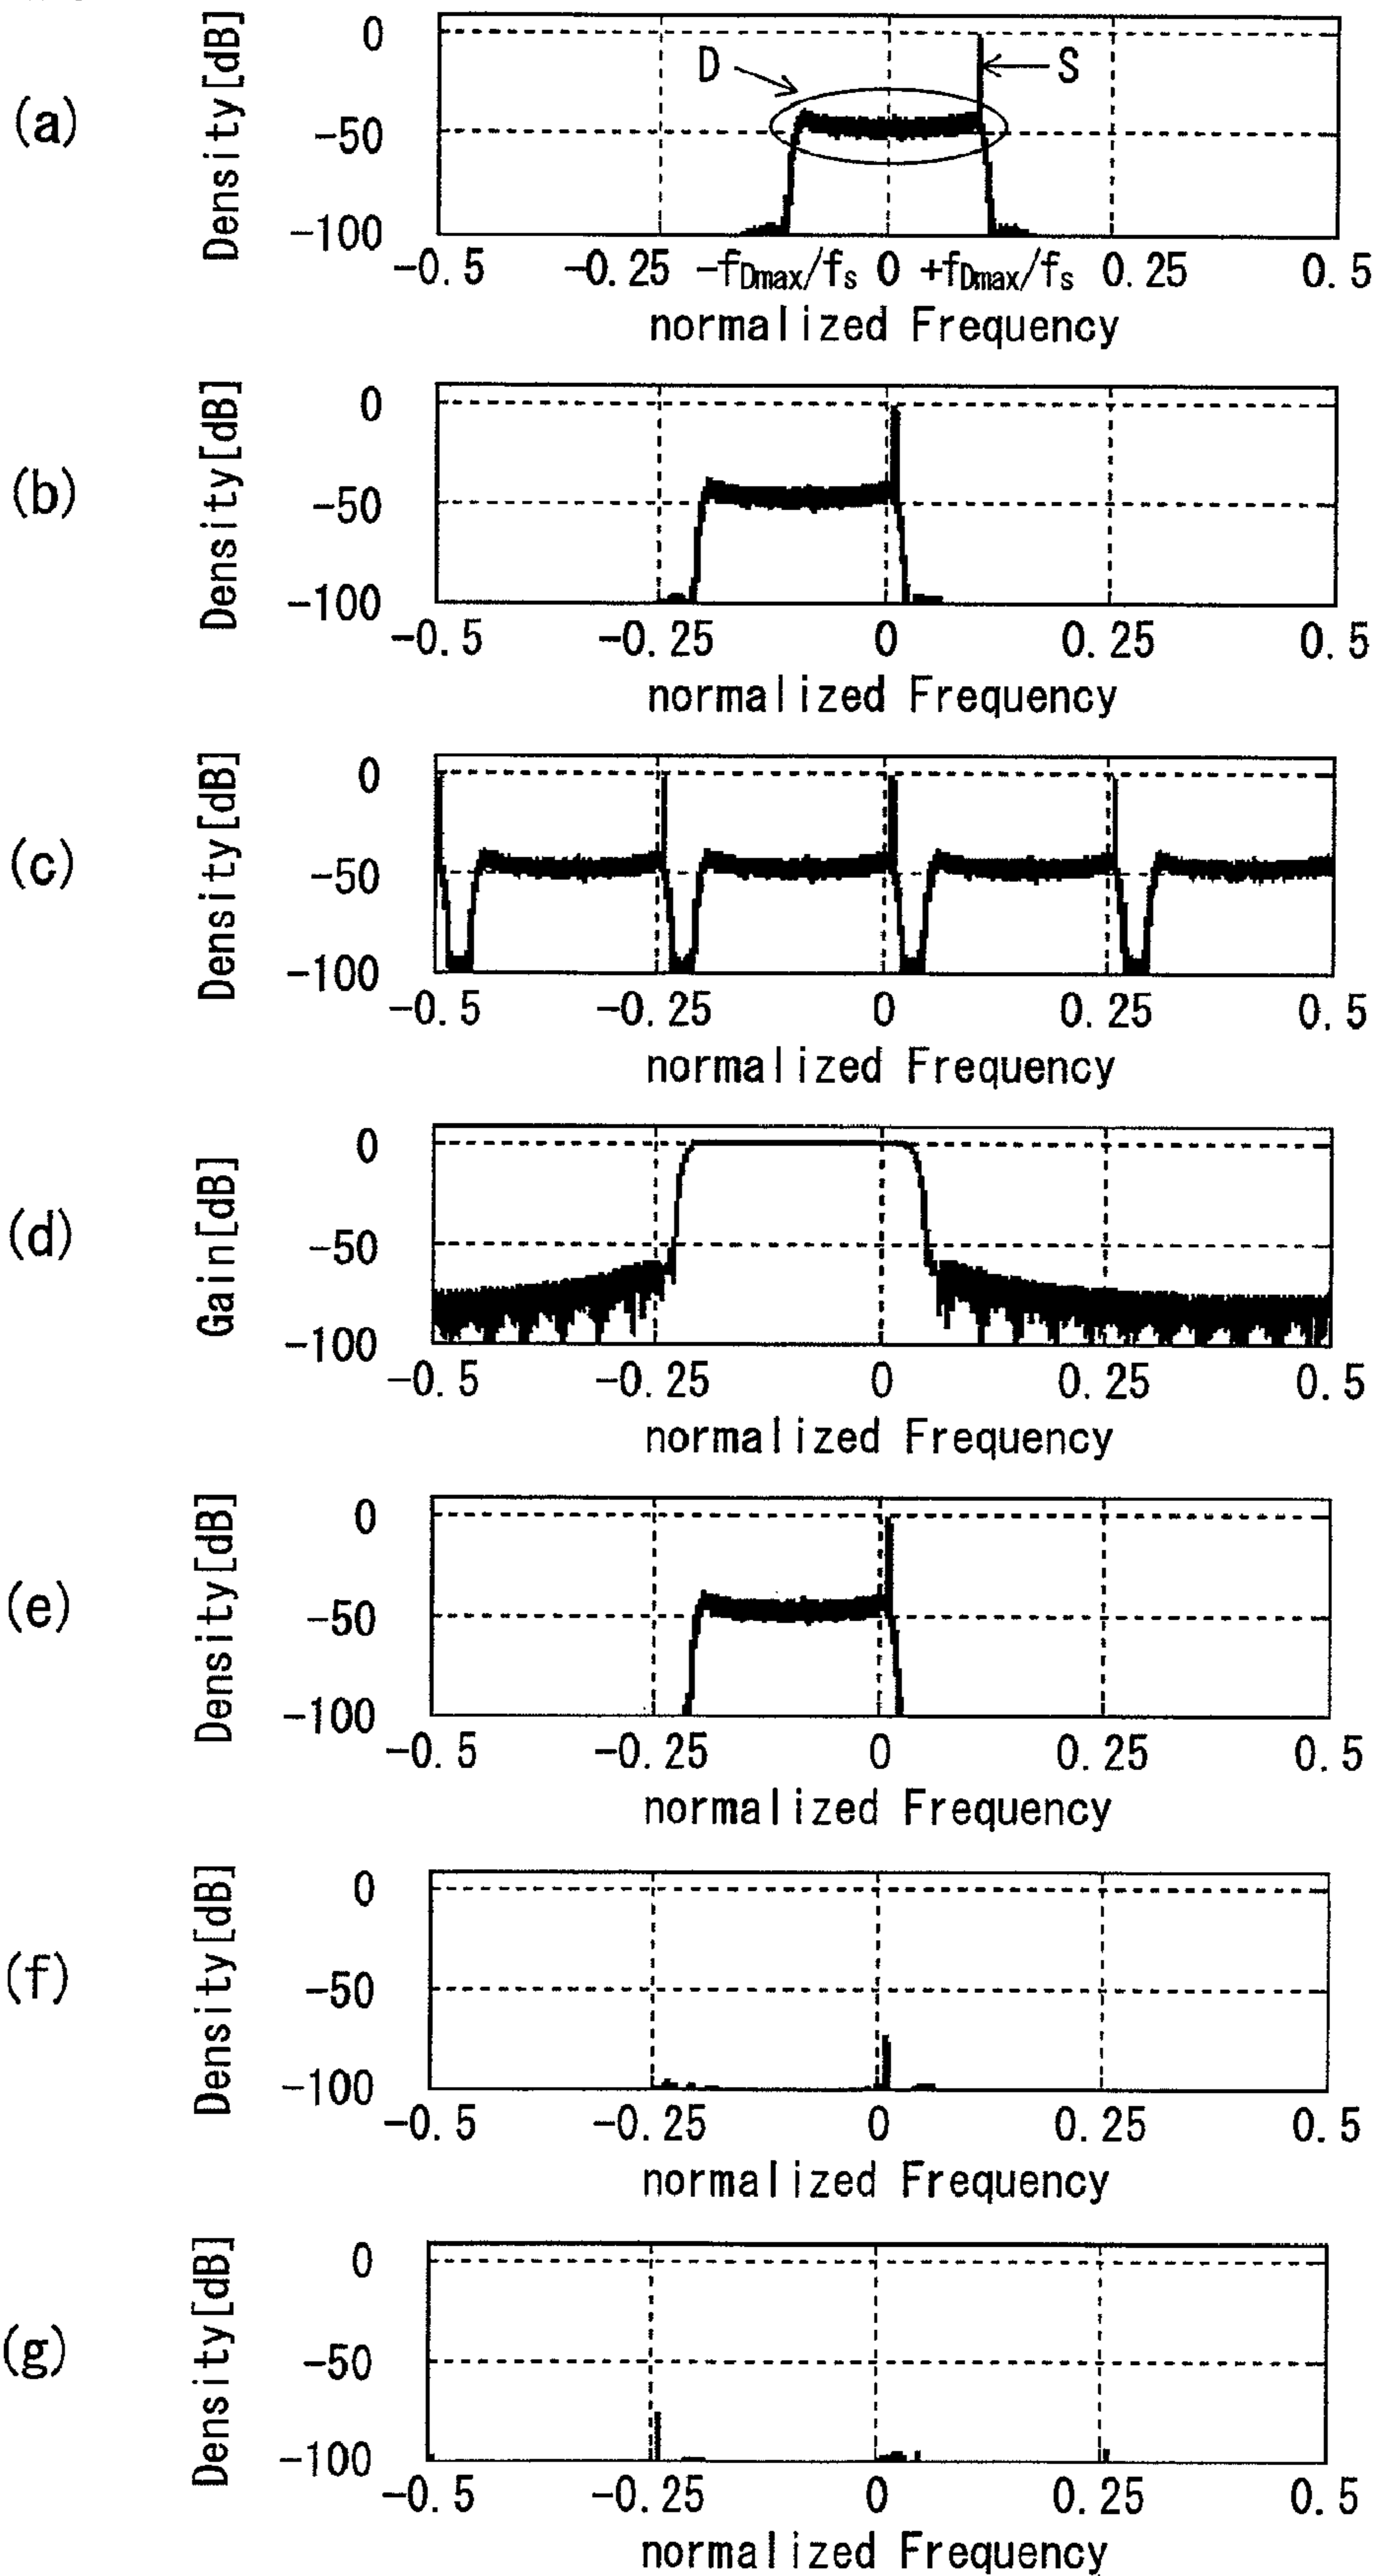 (a)
Density[dB]
0
-50
-100
D
S
-0.5 -0.25 -fDmax/fs 0 +fDmax/fs 0.25 0.5
normalized Frequency
(b)
Density[dB]
0
-50
-100
-0.5 -0.25 0 0.25 0.5
normalized Frequency
(c)
Density[dB]
0
-50
-100
-0.5 -0.25 0 0.25 0.5
normalized Frequency
(d)
Gain[dB]
0
-50
-100
-0.5 -0.25 0 0.25 0.5
normalized Frequency
(e)
Density[dB]
0
-50
-100
-0.5 -0.25 0 0.25 0.5
normalized Frequency
(f)
Density[dB]
0
-50
-100
-0.5 -0.25 0 0.25 0.5
normalized Frequency
(g)
Density[dB]
0
-50
-100
-0.5 -0.25 0 0.25 0.5
normalized Frequency